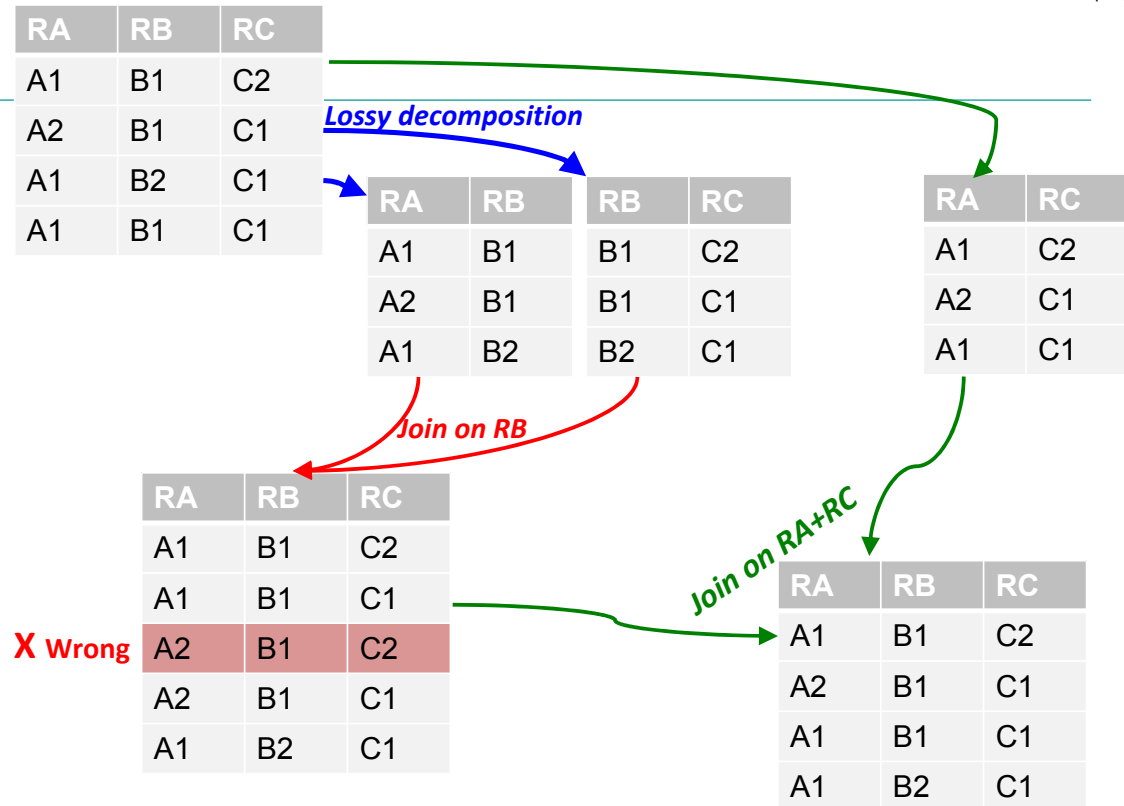 RA RB RC
A1 B1 C2
A2 B1 C1
A1 B2 C1
A1 B1 C1
Lossy decomposition
RA RB
A1 B1
A2 B1
A1 B2
RB RC
B1 C2
B1 C1
B2 C1
RA RC
A1 C2
A2 C1
A1 C1
Join on RB
RA RB RC
A1 B1 C2
A1 B1 C1
X Wrong A2 B1 C2
A2 B1 C1
A1 B2 C1
Join on RA+RC
RA RB RC
A1 B1 C2
A2 B1 C1
A1 B1 C1
A1 B2 C1